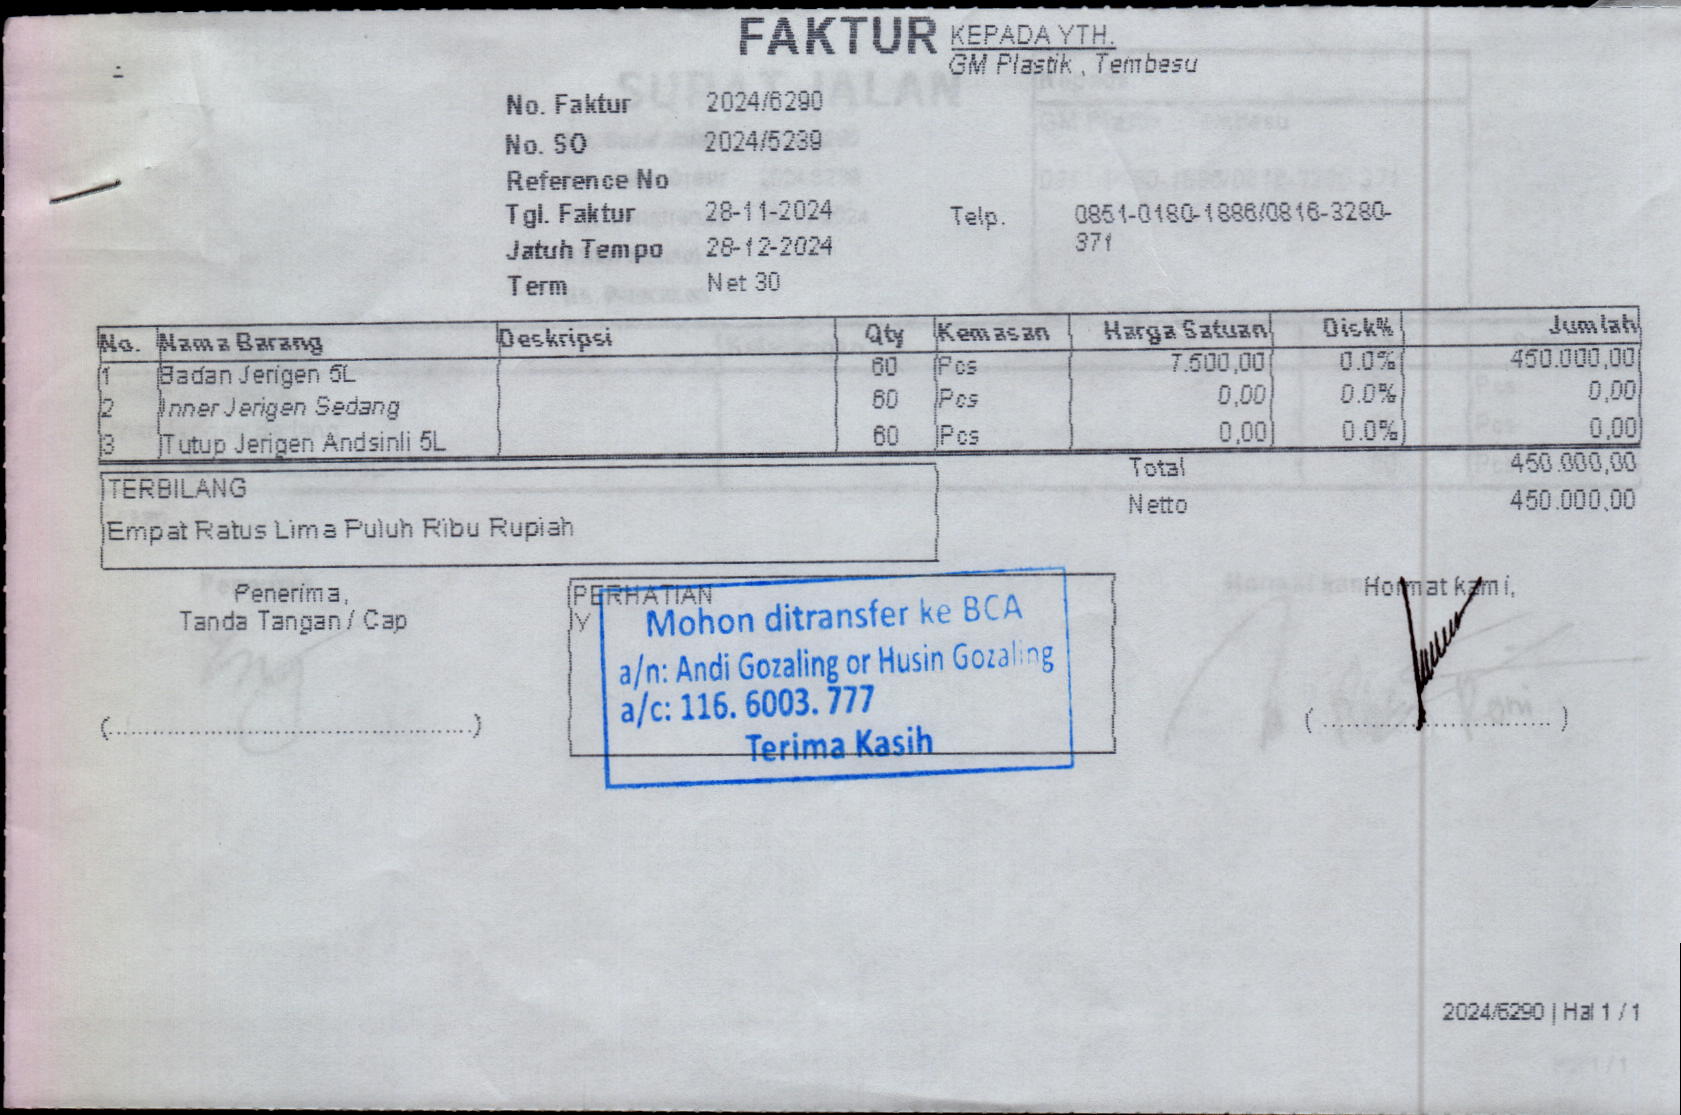 FAKTUR
KEPADA YTH.
GM Plastik , Tembesu
No. Faktur 2024/6290
No. SO 2024/5239
Reference No
Tgl. Faktur 28-11-2024
Telp. 0851-0180-1886/0816-3280-
371
Jatuh Tempo 28-12-2024
Term Net 30
No. Nama Barang Deskripsi Qty Kemasan Harga Satuan Disk% Jumlah
1 Badan Jerigen 5L 60 Pcs 7.500,00 0.0% 450.000,00
2 Inner Jerigen Sedang 60 Pcs 0,00 0.0% 0,00
3 Tutup Jerigen Andsinli 5L 60 Pcs 0,00 0.0% 0,00
Total 450.000,00
Netto 450.000,00
TERBILANG
Empat Ratus Lima Puluh Ribu Rupiah
Penerima,
Tanda Tangan / Cap
(.................................................)
PERHATIAN
Y
Mohon ditransfer ke BCA
a/n: Andi Gozaling or Husin Gozaling
a/c: 116. 6003. 777
Terima Kasih
Hormat kami,
(................................)
2024/6290 | Hal 1 / 1